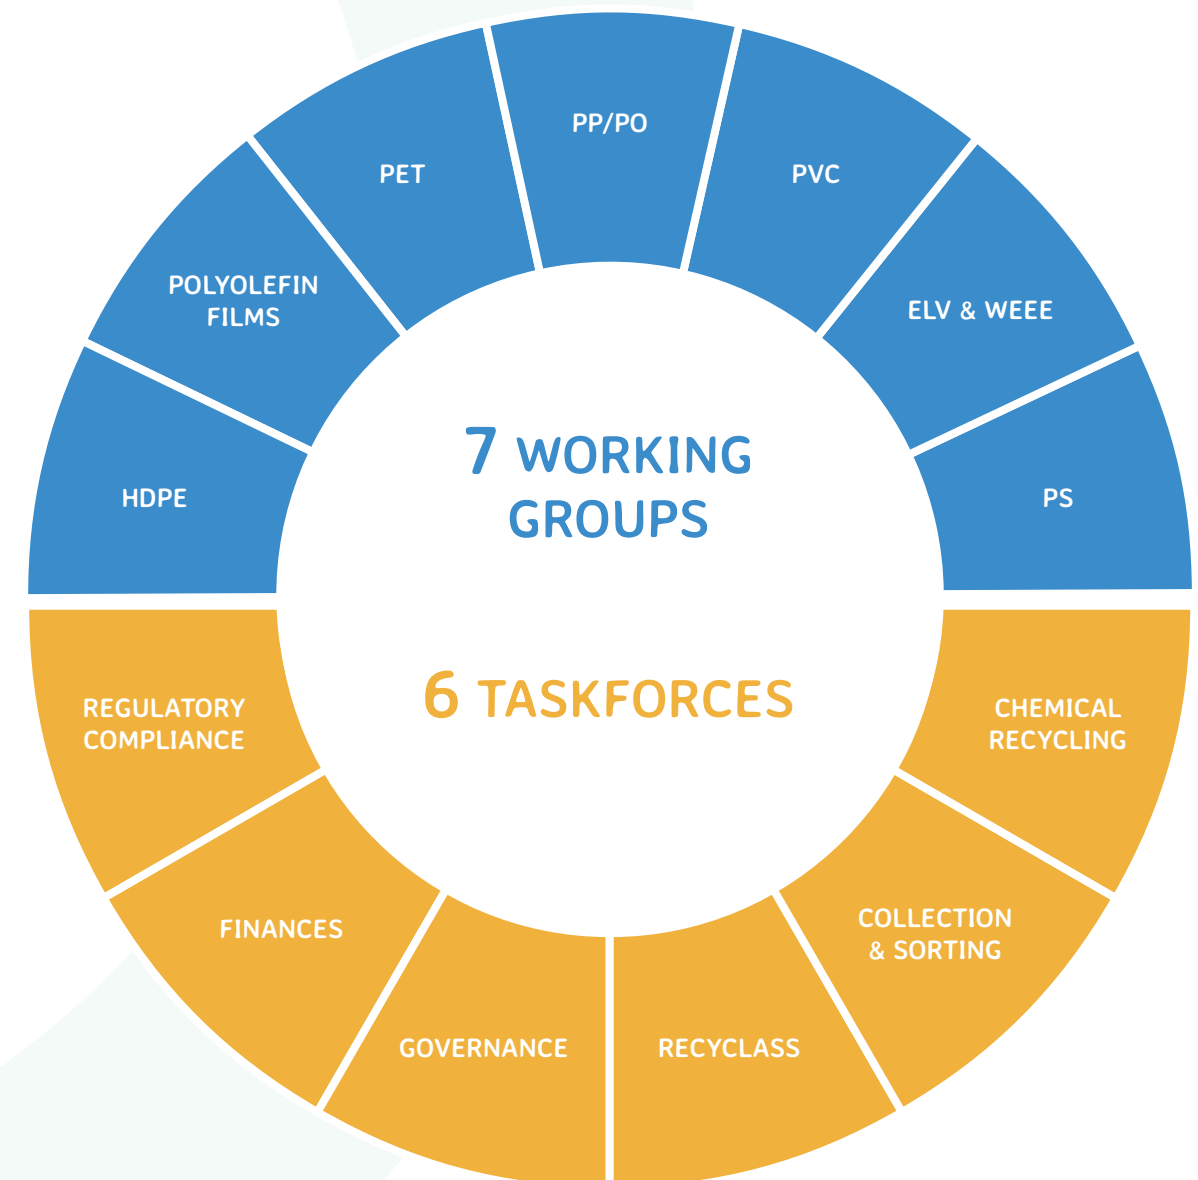 PP/PO
PET
PVC
POLYOLEFIN
FILMS
ELV & WEEE
HDPE
PS
7 WORKING
GROUPS
6 TASKFORCES
REGULATORY
COMPLIANCE
CHEMICAL
RECYCLING
FINANCES
COLLECTION
& SORTING
GOVERNANCE
RECYCLASS